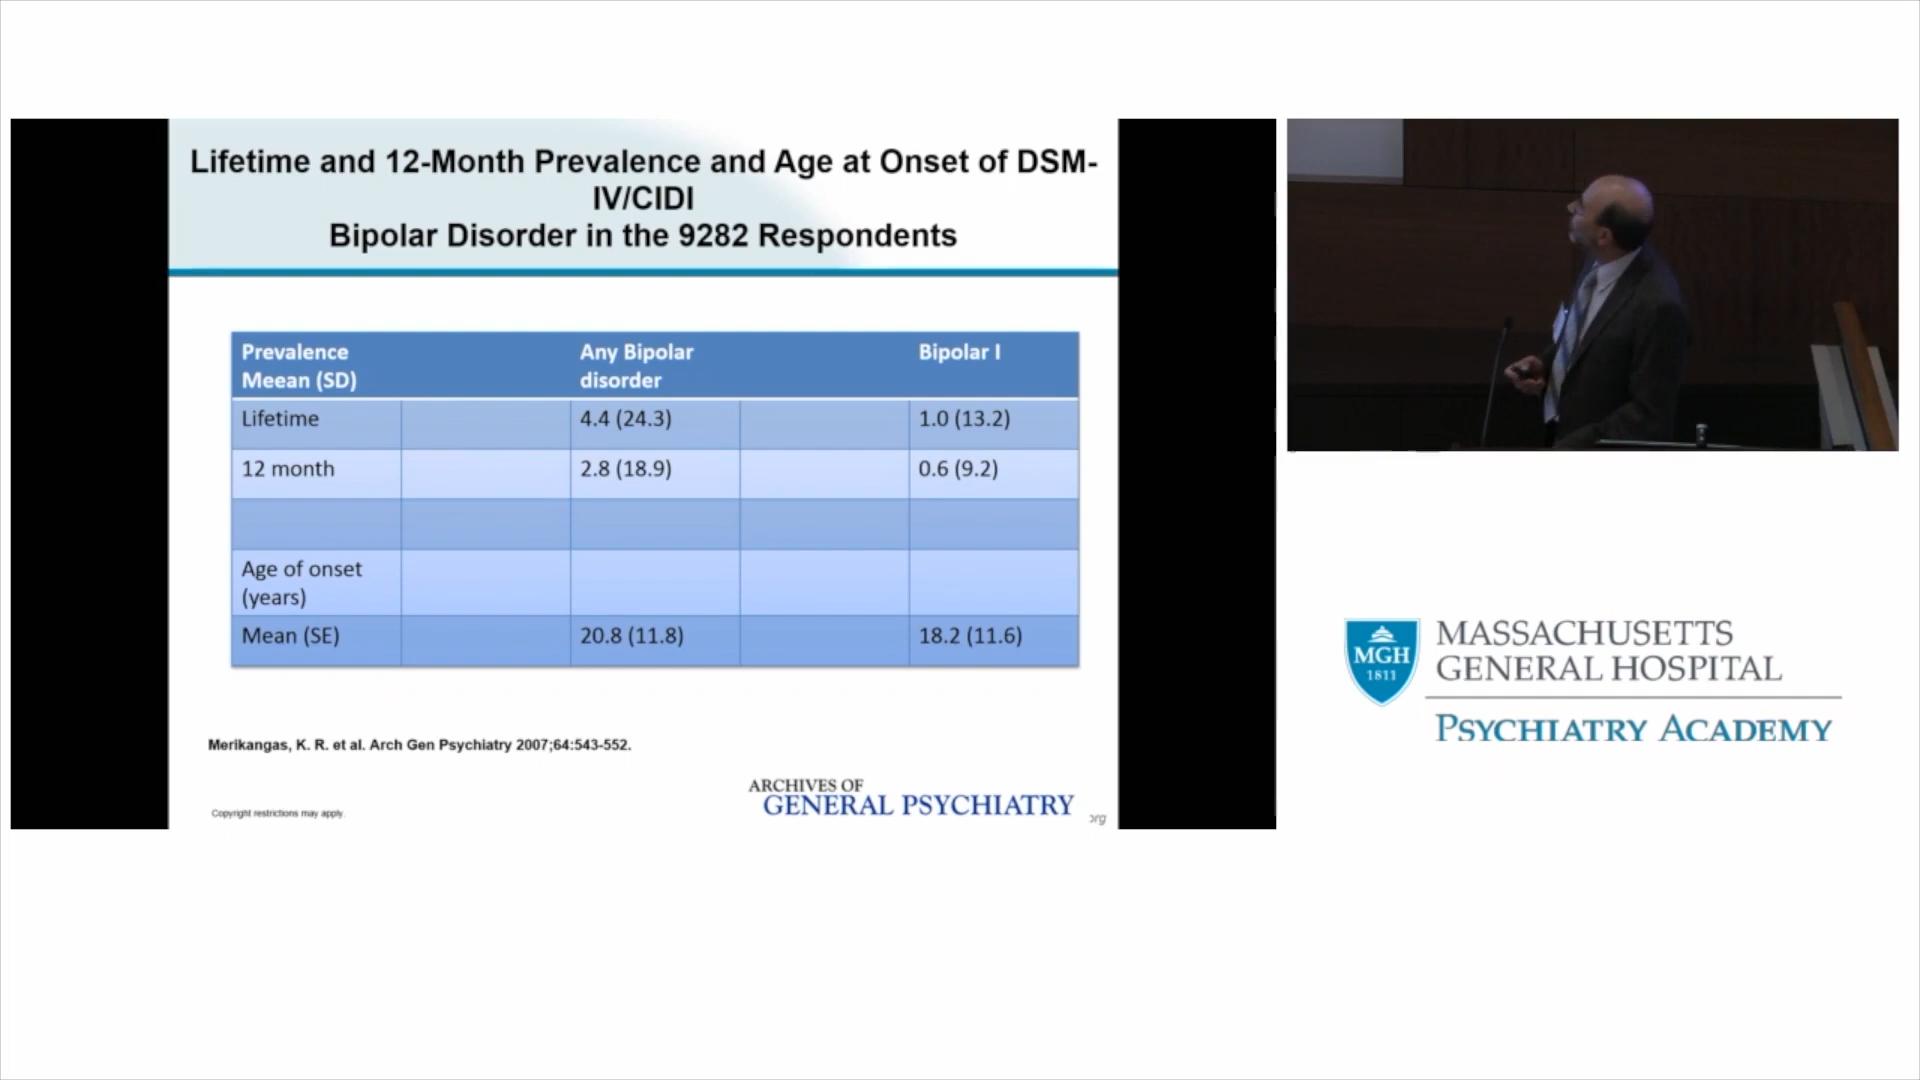 Lifetime and 12-Month Prevalence and Age at Onset of DSM-
IV/CIDI
Bipolar Disorder in the 9282 Respondents
Prevalence Any Bipolar Bipolar I
Meean (SD) disorder
Lifetime 4.4 (24.3) 1.0 (13.2)
12 month 2.8 (18.9) 0.6 (9.2)
Age of onset
(years)
Mean (SE) 20.8 (11.8) 18.2 (11.6)
Merikangas, K. R. et al. Arch Gen Psychiatry 2007;64:543-552.
ARCHIVES OF
GENERAL PSYCHIATRY
Copyright restrictions may apply.
org
MGH
1811
MASSACHUSETTS
GENERAL HOSPITAL
PSYCHIATRY ACADEMY